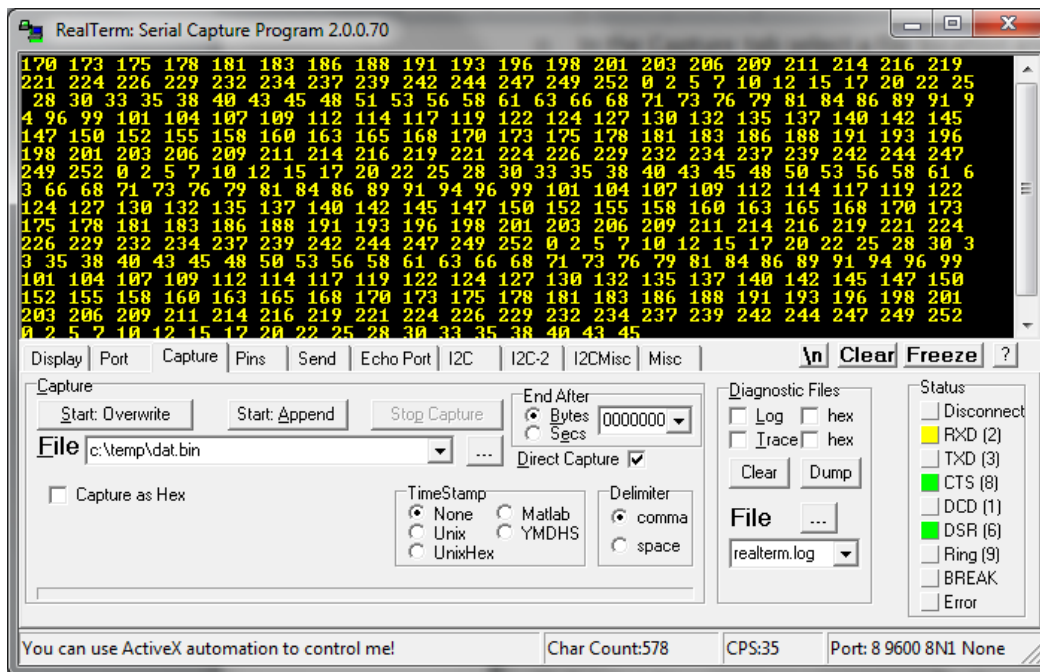 RealTerm: Serial Capture Program 2.0.0.70
170 173 175 178 181 183 186 188 191 193 196 198 201 203 206 209 211 214 216 219
221 224 226 229 232 234 237 239 242 244 247 249 252 0 2 5 7 10 12 15 17 20 22 25
28 30 33 35 38 40 43 45 48 51 53 56 58 61 63 66 68 71 73 76 79 81 84 86 89 91 9
4 96 99 101 104 107 109 112 114 117 119 122 124 127 130 132 135 137 140 142 145
147 150 152 155 158 160 163 165 168 170 173 175 178 181 183 186 188 191 193 196
198 201 203 206 209 211 214 216 219 221 224 226 229 232 234 237 239 242 244 247
249 252 0 2 5 7 10 12 15 17 20 22 25 28 30 33 35 38 40 43 45 48 50 53 56 58 61 6
3 66 68 71 73 76 79 81 84 86 89 91 94 96 99 101 104 107 109 112 114 117 119 122
124 127 130 132 135 137 140 142 145 147 150 152 155 158 160 163 165 168 170 173
175 178 181 183 186 188 191 193 196 198 201 203 206 209 211 214 216 219 221 224
226 229 232 234 237 239 242 244 247 249 252 0 2 5 7 10 12 15 17 20 22 25 28 30 3
3 35 38 40 43 45 48 50 53 56 58 61 63 66 68 71 73 76 79 81 84 86 89 91 94 96 99
101 104 107 109 112 114 117 119 122 124 127 130 132 135 137 140 142 145 147 150
152 155 158 160 163 165 168 170 173 175 178 181 183 186 188 191 193 196 198 201
203 206 209 211 214 216 219 221 224 226 229 232 234 237 239 242 244 247 249 252
0 2 5 7 10 12 15 17 20 22 25 28 30 33 35 38 40 43 45
Display Port Capture Pins Send Echo Port I2C I2C-2 I2CMisc Misc \n Clear Freeze ?
Capture
Start: Overwrite Start: Append Stop Capture
End After
Bytes
Secs
0000000
File c:\temp\dat.bin ...
Direct Capture
Capture as Hex
TimeStamp
None Matlab
Unix YMDHS
UnixHex
Delimiter
comma
space
Diagnostic Files
Log hex
Trace hex
Clear Dump
File ...
realterm.log
Status
Disconnect
RXD (2)
TXD (3)
CTS (8)
DCD (1)
DSR (6)
Ring (9)
BREAK
Error
You can use ActiveX automation to control me! Char Count:578 CPS:35 Port: 8 9600 8N1 None